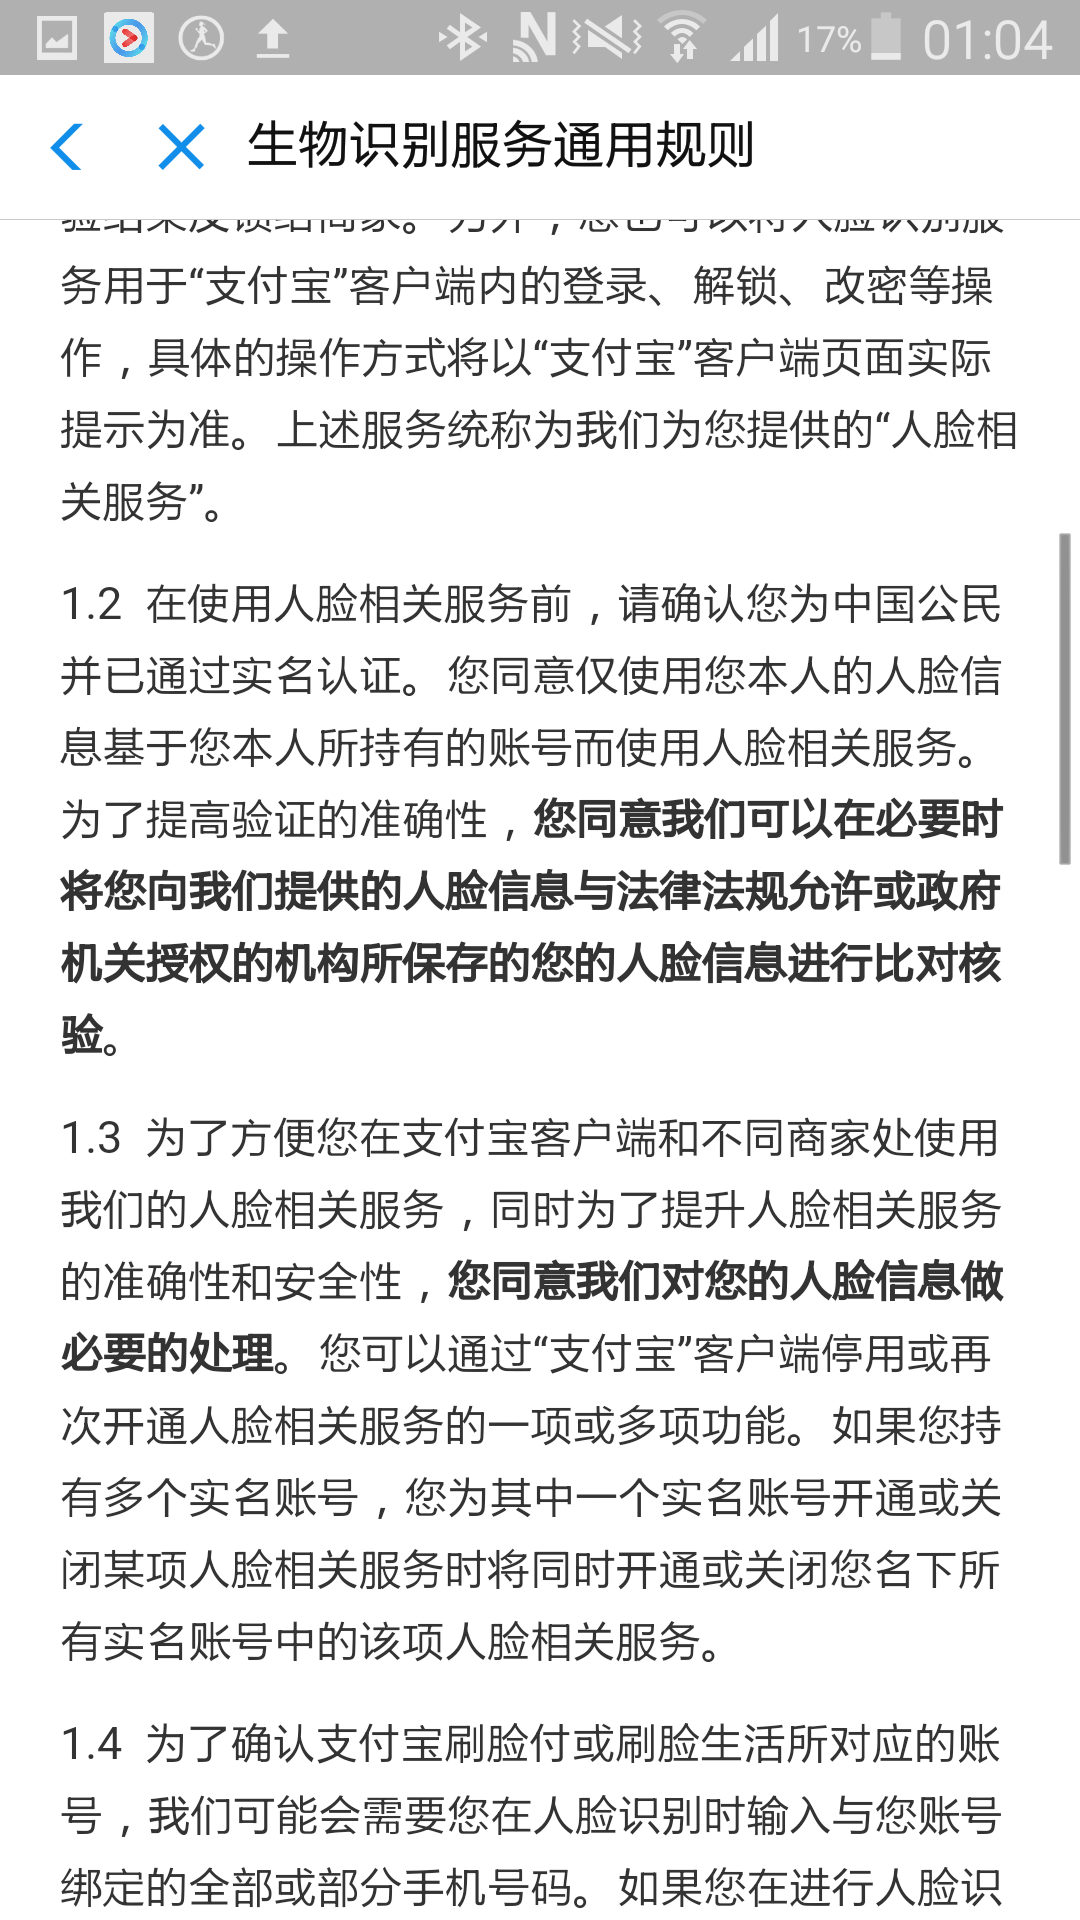 17% 01:04
生物识别服务通用规则
验结果反馈给商家。另外，您也可以将人脸识别服
务用于“支付宝”客户端内的登录、解锁、改密等操
作，具体的操作方式将以“支付宝”客户端页面实际
提示为准。上述服务统称为我们为您提供的“人脸相
关服务”。
1.2 在使用人脸相关服务前，请确认您为中国公民
并已通过实名认证。您同意仅使用您本人的人脸信
息基于您本人所持有的账号而使用人脸相关服务。
为了提高验证的准确性，您同意我们可以在必要时
将您向我们提供的人脸信息与法律法规允许或政府
机关授权的机构所保存的您的人脸信息进行比对核
验。
1.3 为了方便您在支付宝客户端和不同商家处使用
我们的人脸相关服务，同时为了提升人脸相关服务
的准确性和安全性，您同意我们对您的人脸信息做
必要的处理。您可以通过“支付宝”客户端停用或再
次开通人脸相关服务的一项或多项功能。如果您持
有多个实名账号，您为其中一个实名账号开通或关
闭某项人脸相关服务时将同时开通或关闭您名下所
有实名账号中的该项人脸相关服务。
1.4 为了确认支付宝刷脸付或刷脸生活所对应的账
号，我们可能会需要您在人脸识别时输入与您账号
绑定的全部或部分手机号码。如果您在进行人脸识